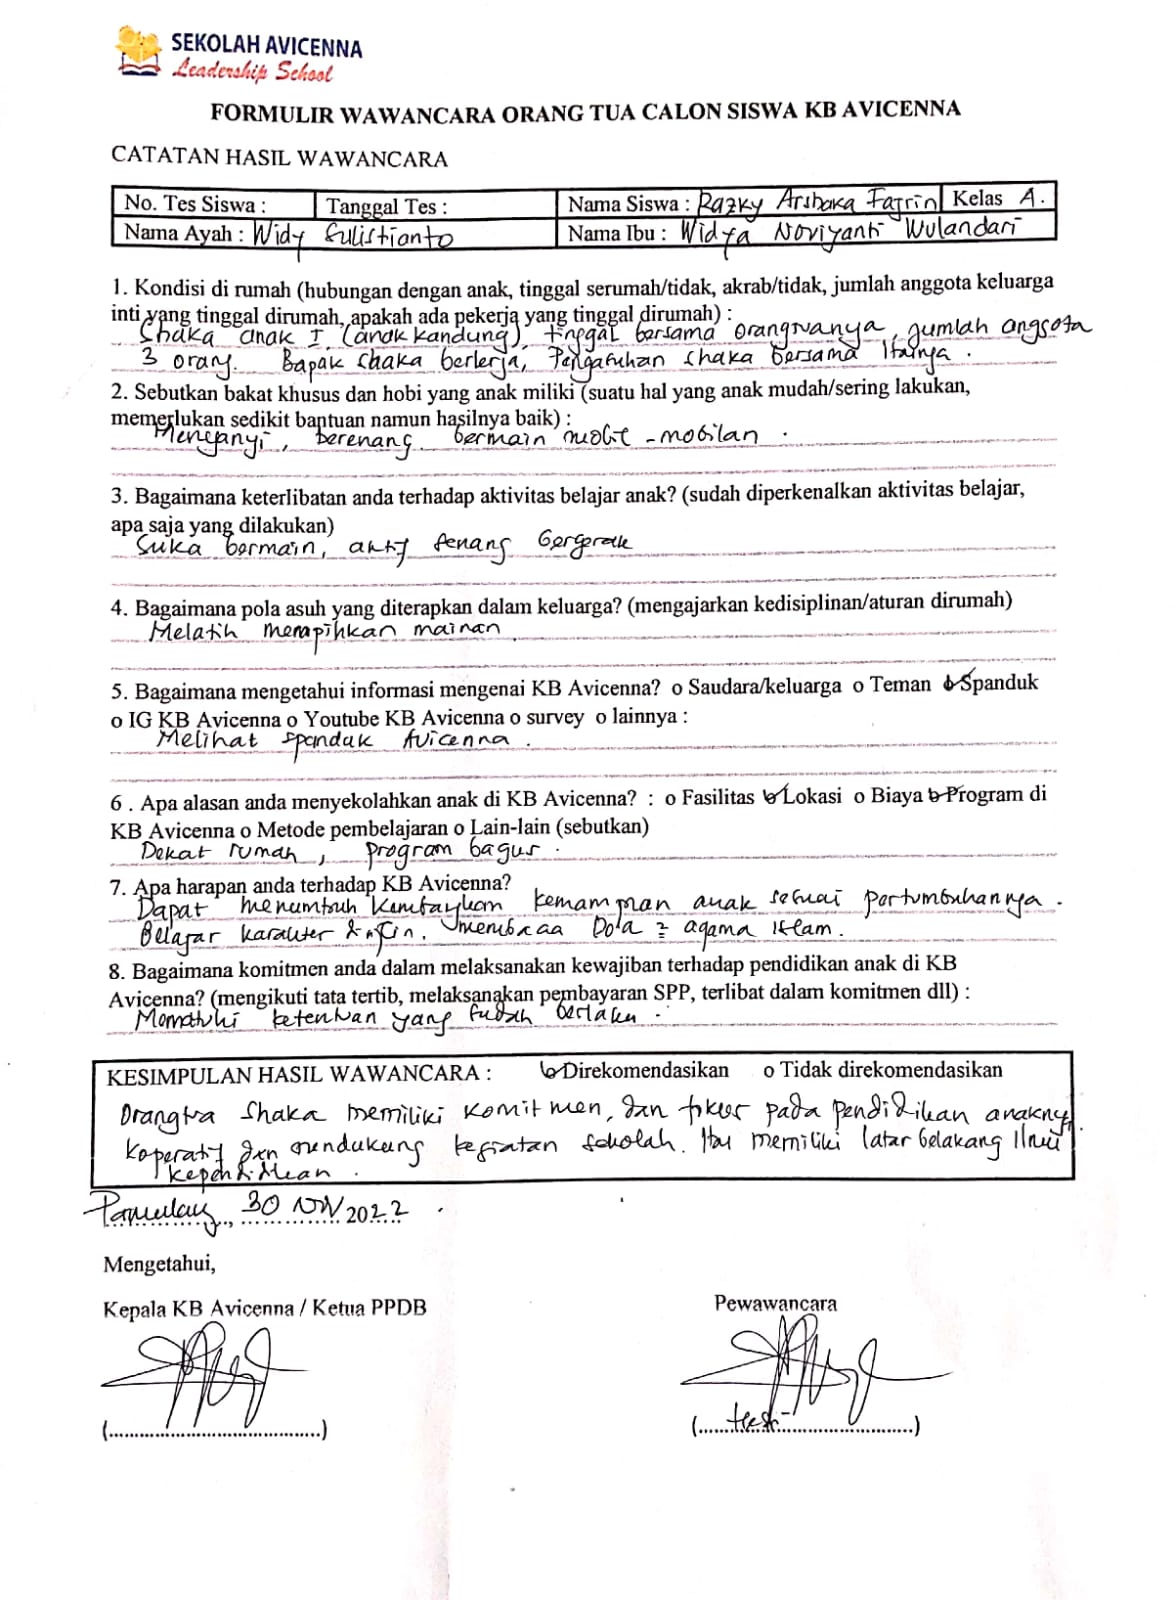 SEKOLAH AVICENNA
Leadership School
FORMULIR WAWANCARA ORANG TUA CALON SISWA KB AVICENNA
CATATAN HASIL WAWANCARA
No. Tes Siswa : Tanggal Tes : Nama Siswa : Razky Arshaka Fajrin Kelas A.
Nama Ayah : Widy Sulistianto Nama Ibu : Widya Noviyanti Wulandari
1. Kondisi di rumah (hubungan dengan anak, tinggal serumah/tidak, akrab/tidak, jumlah anggota keluarga
inti yang tinggal dirumah, apakah ada pekerja yang tinggal dirumah) :
Shaka anak I (anak kandung), tinggal bersama orangtuanya, jumlah anggota
3 orang. Bapak Shaka bekerja, Pengasuhan shaka bersama Ibunya.
2. Sebutkan bakat khusus dan hobi yang anak miliki (suatu hal yang anak mudah/sering lakukan,
memerlukan sedikit bantuan namun hasilnya baik) :
Menyanyi, berenang, bermain mobil-mobilan.
3. Bagaimana keterlibatan anda terhadap aktivitas belajar anak? (sudah diperkenalkan aktivitas belajar,
apa saja yang dilakukan)
Suka bermain, aktif senang bergerak
4. Bagaimana pola asuh yang diterapkan dalam keluarga? (mengajarkan kedisiplinan/aturan dirumah)
Melatih merapihkan mainan
5. Bagaimana mengetahui informasi mengenai KB Avicenna? o Saudara/keluarga o Teman o Spanduk
o IG KB Avicenna o Youtube KB Avicenna o survey o lainnya :
Melihat spanduk Avicenna.
6 . Apa alasan anda menyekolahkan anak di KB Avicenna? : o Fasilitas o Lokasi o Biaya o Program di
KB Avicenna o Metode pembelajaran o Lain-lain (sebutkan)
Dekat rumah, program bagus.
7. Apa harapan anda terhadap KB Avicenna?
Dapat menumbuh kembangkan kemampuan anak sesuai pertumbuhannya.
Belajar karakter disiplin, membaca Do'a 2 agama Islam.
8. Bagaimana komitmen anda dalam melaksanakan kewajiban terhadap pendidikan anak di KB
Avicenna? (mengikuti tata tertib, melaksanakan pembayaran SPP, terlibat dalam komitmen dll) :
Mematuhi ketentuan yang sudah berlaku.
KESIMPULAN HASIL WAWANCARA : o Direkomendasikan o Tidak direkomendasikan
Orangtua Shaka memiliki komitmen, dan fokus pada pendidikan anaknya,
koperatif dan mendukung kegiatan sekolah. Ibu memiliki latar belakang Ilmu
kependidikan.
Pamulang, 30 Nov 2022.
Mengetahui,
Kepala KB Avicenna / Ketua PPDB Pewawancara
(........................................) (........................................)